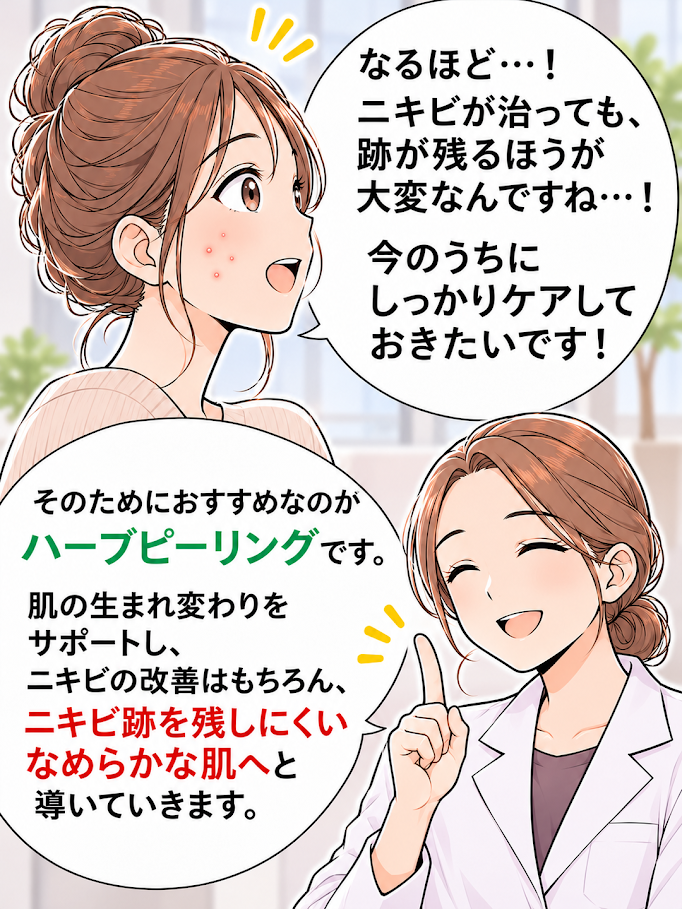 なるほど…！
ニキビが治っても、
跡が残るほうが
大変なんですね…！
今のうちに
しっかりケアして
おきたいです！
そのためにおすすめなのが
ハーブピーリングです。
肌の生まれ変わりを
サポートし、
ニキビの改善はもちろん、
ニキビ跡を残しにくい
なめらかな肌へと
導いていきます。